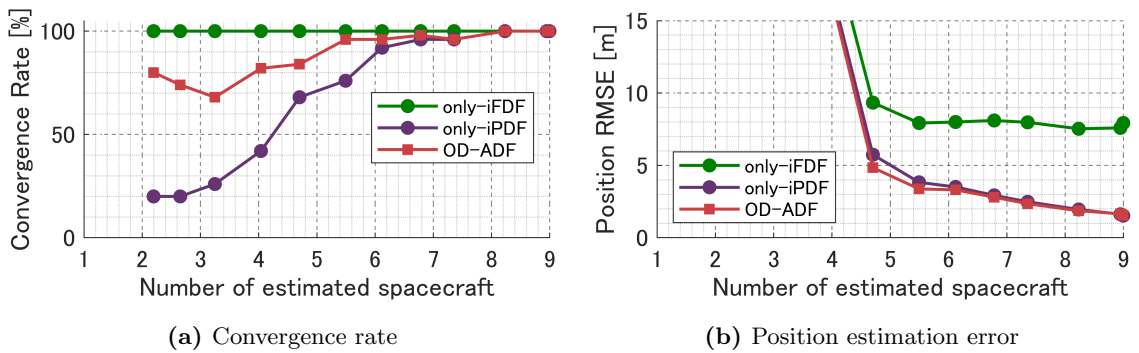 Convergence Rate [%]
100
50
0
1 2 3 4 5 6 7 8 9
Number of estimated spacecraft
only-iFDF
only-iPDF
OD-ADF
(a) Convergence rate
Position RMSE [m]
15
10
5
0
1 2 3 4 5 6 7 8 9
Number of estimated spacecraft
only-iFDF
only-iPDF
OD-ADF
(b) Position estimation error